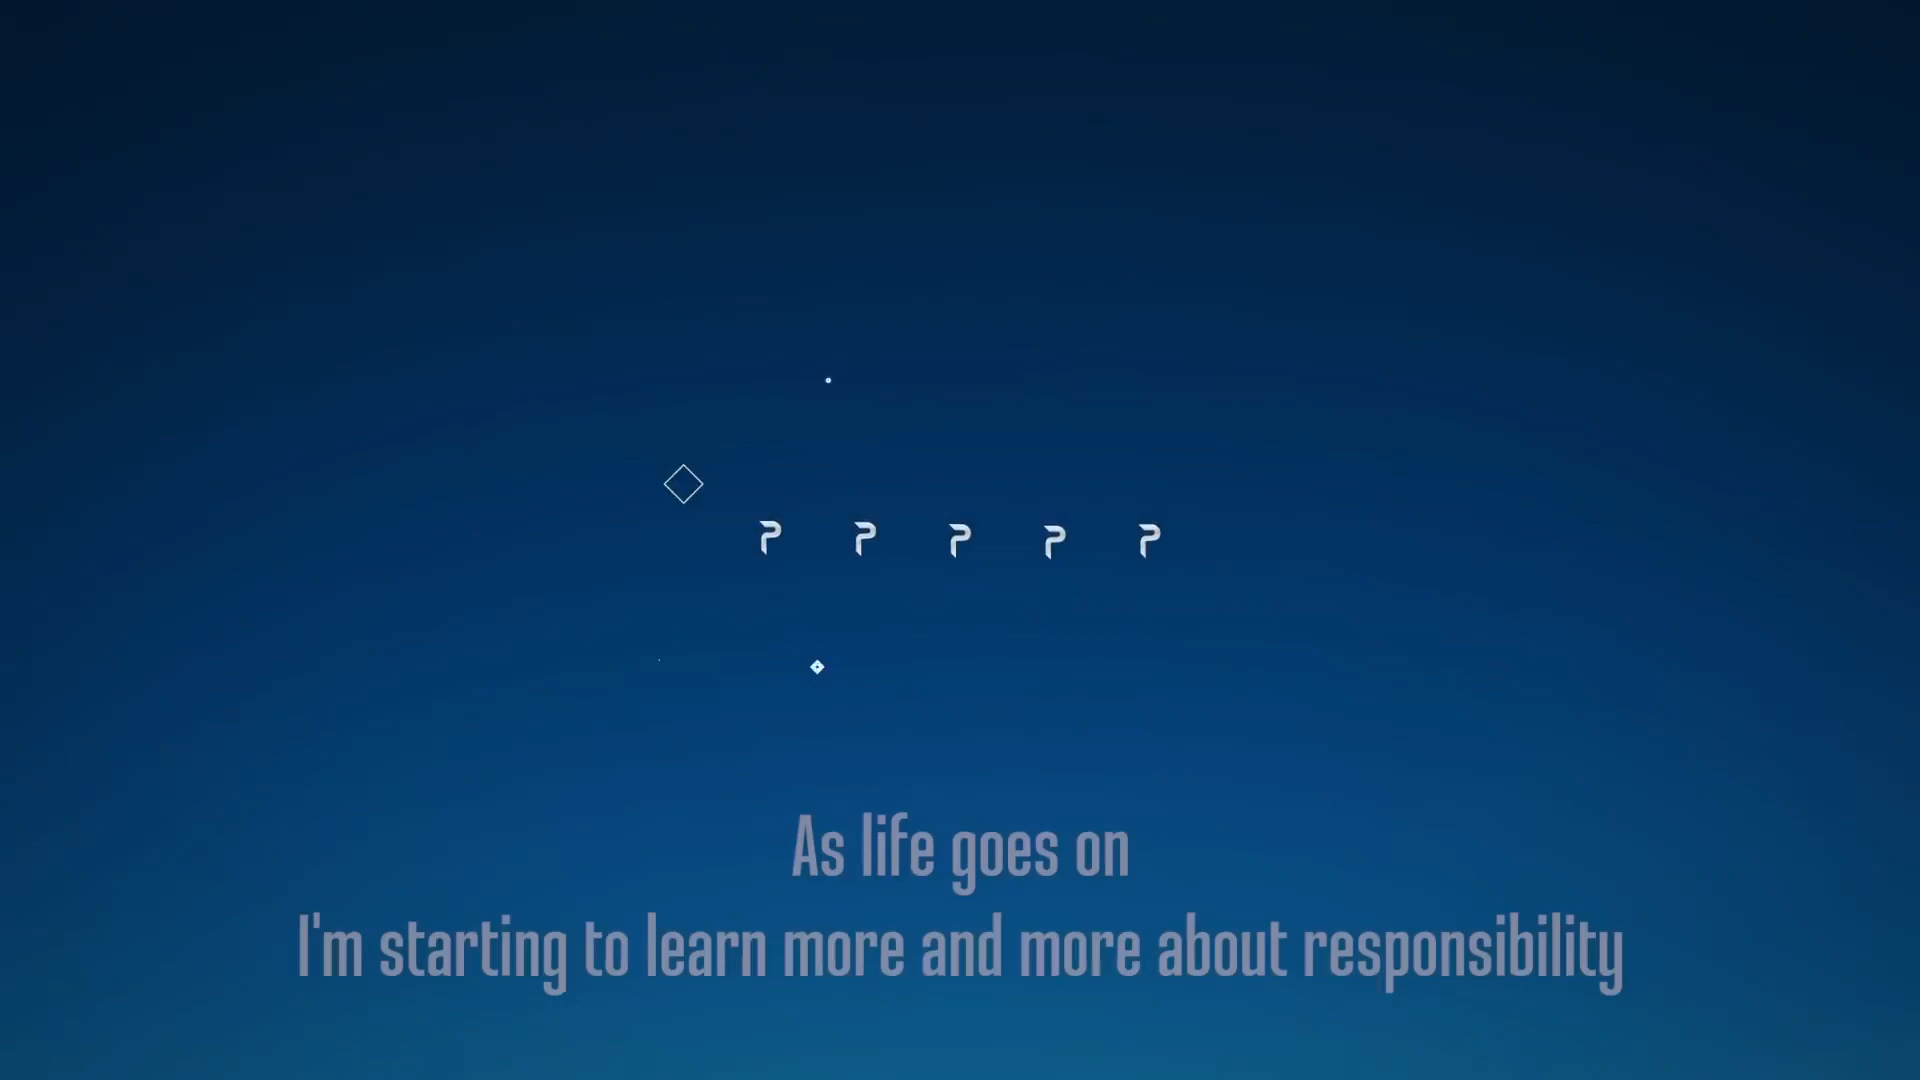 P P P P P
As life goes on
I'm starting to learn more and more about responsibility